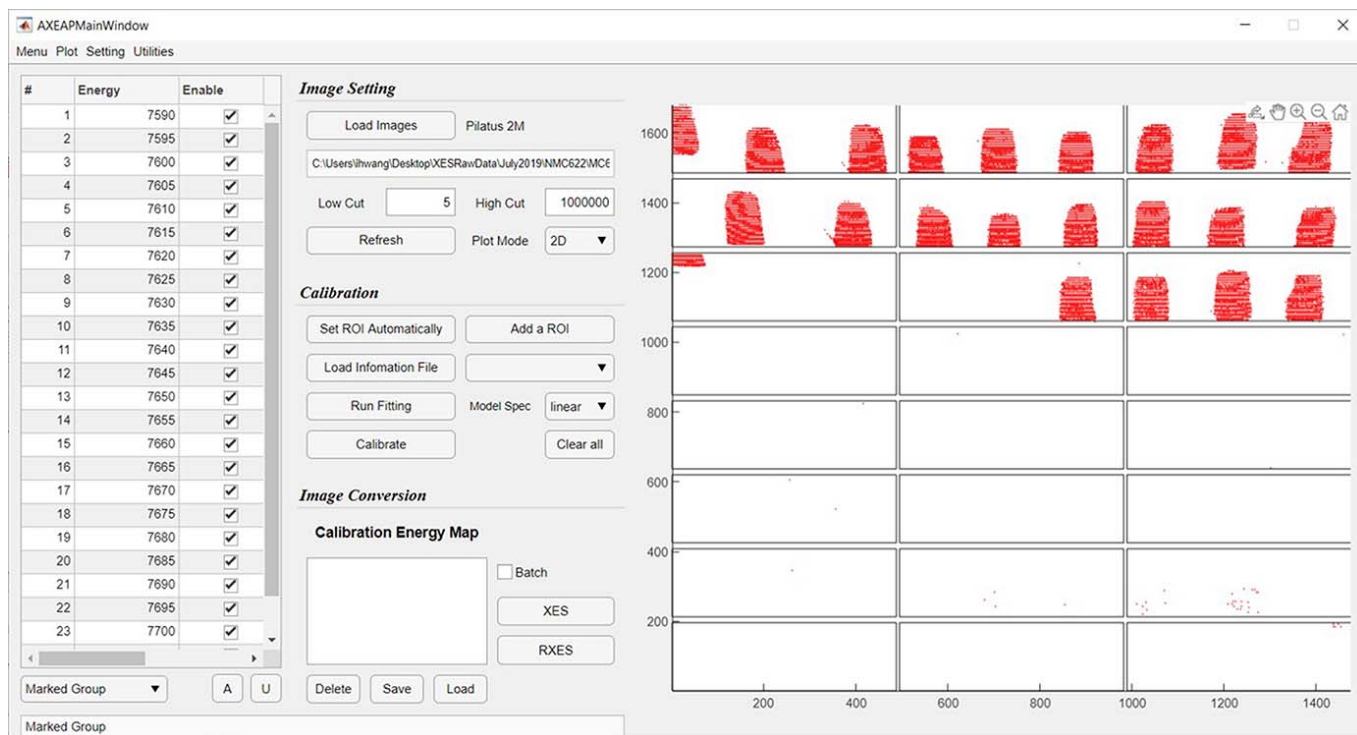 AXEAPMainWindow
Menu Plot Setting Utilities
# Energy Enable
1 7590
2 7595
3 7600
4 7605
5 7610
6 7615
7 7620
8 7625
9 7630
10 7635
11 7640
12 7645
13 7650
14 7655
15 7660
16 7665
17 7670
18 7675
19 7680
20 7685
21 7690
22 7695
23 7700
Marked Group A U
Marked Group
Image Setting
Load Images Pilatus 2M
C:\Users\ihwang\Desktop\XESRawData\July2019\NMC622\MC6
Low Cut 5 High Cut 1000000
Refresh Plot Mode 2D
Calibration
Set ROI Automatically Add a ROI
Load Infomation File
Run Fitting Model Spec linear
Calibrate Clear all
Image Conversion
Calibration Energy Map
Batch
XES
RXES
Delete Save Load
1600
1400
1200
1000
800
600
400
200
200 400 600 800 1000 1200 1400